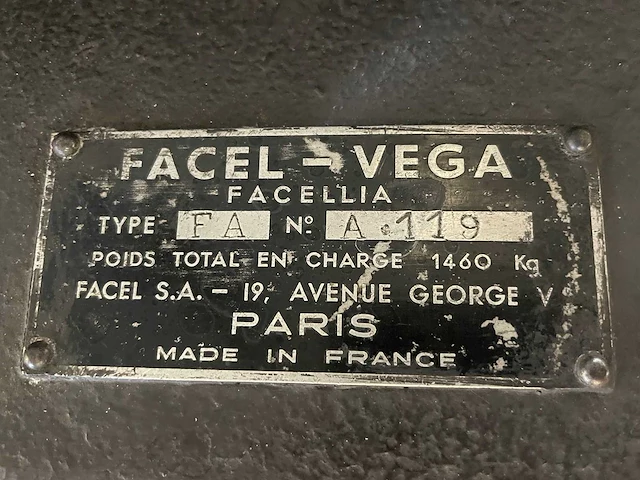 FACEL-VEGA
FACELLIA
TYPE FA Nº A.119
POIDS TOTAL EN CHARGE 1460 Kg
FACEL S.A. - 19, AVENUE GEORGE V
PARIS
MADE IN FRANCE